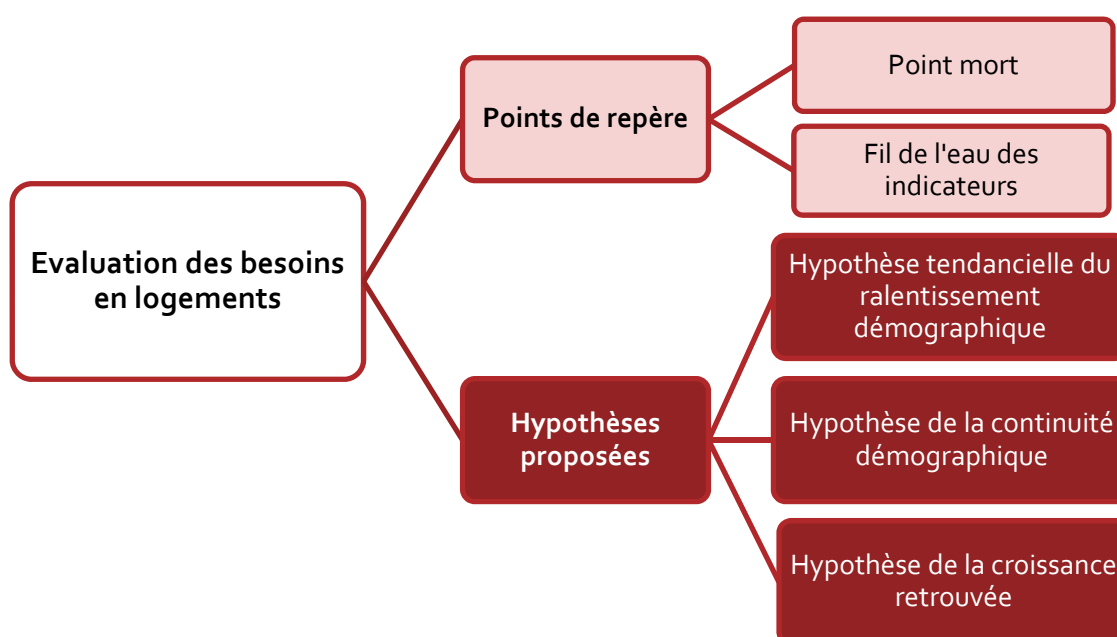 Evaluation des besoins
en logements
Points de repère
Point mort
Fil de l'eau des
indicateurs
Hypothèses
proposées
Hypothèse tendancielle du
ralentissement
démographique
Hypothèse de la continuité
démographique
Hypothèse de la croissance
retrouvée